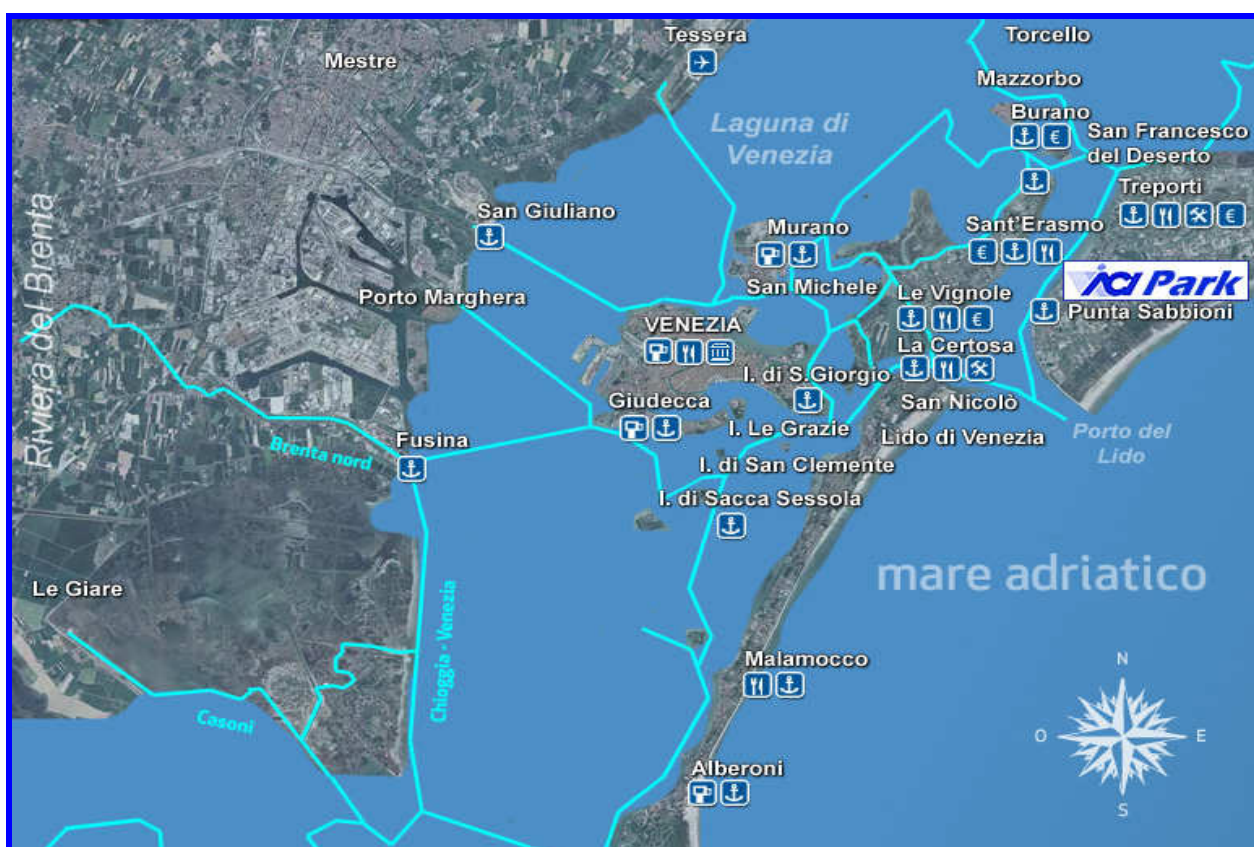 Tessera
Torcello
Mestre
Mazzorbo
Burano
€
Laguna di
Venezia
San Francesco
del Deserto
Treporti
€
San Giuliano
Murano
Sant'Erasmo
€
Riviera del Brenta
Porto Marghera
San Michele
Le Vignole
€
ACI Park
Punta Sabbioni
VENEZIA
La Certosa
I. di S.Giorgio
Giudecca
San Nicolò
I. Le Grazie
Lido di Venezia
Porto del
Lido
Brenta nord
Fusina
I. di San Clemente
I. di Sacca Sessola
mare adriatico
Le Giare
Chioggia - Venezia
Malamocco
Casoni
N
O
E
S
Alberoni